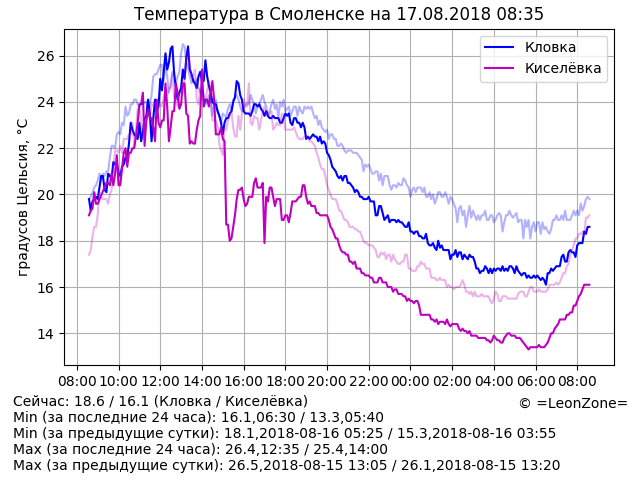 Температура в Смоленске на 17.08.2018 08:35
Кловка
Киселёвка
градусов Цельсия, °C
26
24
22
20
18
16
14
08:00 10:00 12:00 14:00 16:00 18:00 20:00 22:00 00:00 02:00 04:00 06:00 08:00
Сейчас: 18.6 / 16.1 (Кловка / Киселёвка)
© =LeonZone=
Min (за последние 24 часа): 16.1,06:30 / 13.3,05:40
Min (за предыдущие сутки): 18.1,2018-08-16 05:25 / 15.3,2018-08-16 03:55
Max (за последние 24 часа): 26.4,12:35 / 25.4,14:00
Max (за предыдущие сутки): 26.5,2018-08-15 13:05 / 26.1,2018-08-15 13:20